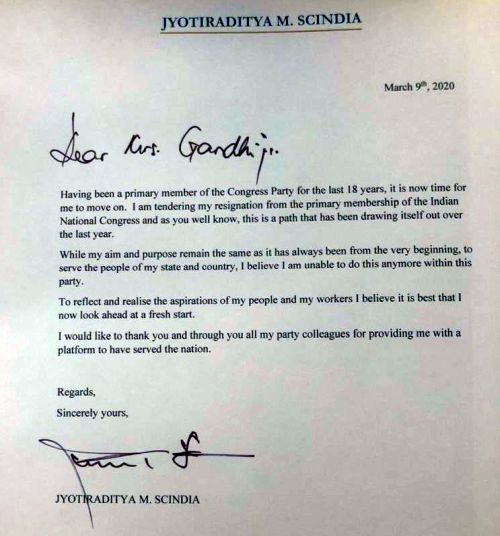 JYOTIRADITYA M. SCINDIA
March 9th, 2020
Dear Mrs. Gandhiji.
Having been a primary member of the Congress Party for the last 18 years, it is now time for
me to move on. I am tendering my resignation from the primary membership of the Indian
National Congress and as you well know, this is a path that has been drawing itself out over
the last year.
While my aim and purpose remain the same as it has always been from the very beginning, to
serve the people of my state and country, I believe I am unable to do this anymore within this
party.
To reflect and realise the aspirations of my people and my workers I believe it is best that I
now look ahead at a fresh start.
I would like to thank you and through you all my party colleagues for providing me with a
platform to have served the nation.
Regards,
Sincerely yours,
JYOTIRADITYA M. SCINDIA